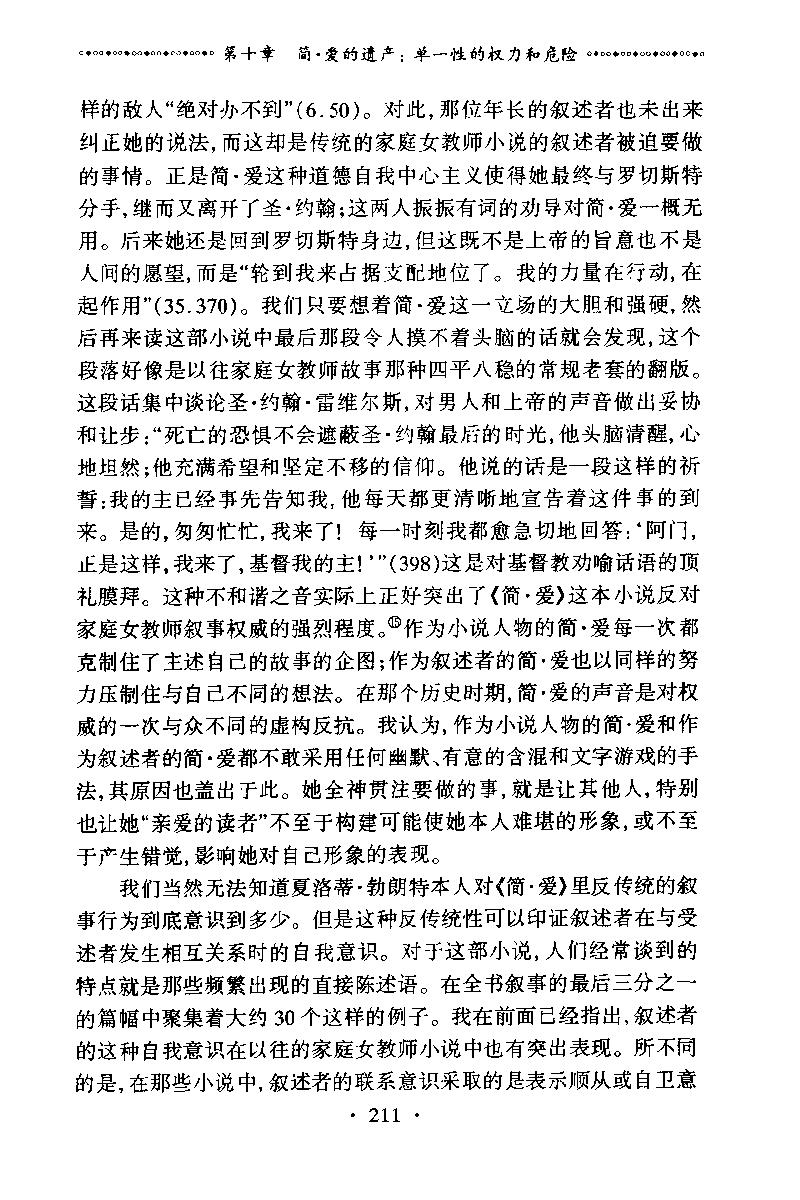 第十章 简·爱的遗产：单一性的权力和危险
样的敌人“绝对办不到”(6.50)。对此,那位年长的叙述者也未出来
纠正她的说法,而这却是传统的家庭女教师小说的叙述者被迫要做
的事情。正是简·爱这种道德自我中心主义使得她最终与罗切斯特
分手,继而又离开了圣·约翰;这两人振振有词的劝导对简·爱一概无
用。后来她还是回到罗切斯特身边,但这既不是上帝的旨意也不是
人间的愿望,而是“轮到我来占据支配地位了。我的力量在行动,在
起作用”(35.370)。我们只要想着简·爱这一立场的大胆和强硬,然
后再来读这部小说中最后那段令人摸不着头脑的话就会发现,这个
段落好像是以往家庭女教师故事那种四平八稳的常规老套的翻版。
这段话集中谈论圣·约翰·雷维尔斯,对男人和上帝的声音做出妥协
和让步:“死亡的恐惧不会遮蔽圣·约翰最后的时光,他头脑清醒,心
地坦然;他充满希望和坚定不移的信仰。他说的话是一段这样的祈
誓:我的主已经事先告知我,他每天都更清晰地宣告着这件事的到
来。是的,匆匆忙忙,我来了! 每一时刻我都愈急切地回答:‘阿门,
正是这样,我来了,基督我的主!’”(398)这是对基督教劝喻话语的顶
礼膜拜。这种不和谐之音实际上正好突出了《简·爱》这本小说反对
家庭女教师叙事权威的强烈程度。⑮作为小说人物的简·爱每一次都
克制住了主述自己的故事的企图;作为叙述者的简·爱也以同样的努
力压制住与自己不同的想法。在那个历史时期,简·爱的声音是对权
威的一次与众不同的虚构反抗。我认为,作为小说人物的简·爱和作
为叙述者的简·爱都不敢采用任何幽默、有意的含混和文字游戏的手
法,其原因也盖出于此。她全神贯注要做的事,就是让其他人,特别
也让她“亲爱的读者”不至于构建可能使她本人难堪的形象,或不至
于产生错觉,影响她对自己形象的表现。
我们当然无法知道夏洛蒂·勃朗特本人对《简·爱》里反传统的叙
事行为到底意识到多少。但是这种反传统性可以印证叙述者在与受
述者发生相互关系时的自我意识。对于这部小说,人们经常谈到的
特点就是那些频繁出现的直接陈述语。在全书叙事的最后三分之一
的篇幅中聚集着大约 30 个这样的例子。我在前面已经指出,叙述者
的这种自我意识在以往的家庭女教师小说中也有突出表现。所不同
的是,在那些小说中,叙述者的联系意识采取的是表示顺从或自卫意
· 211 ·